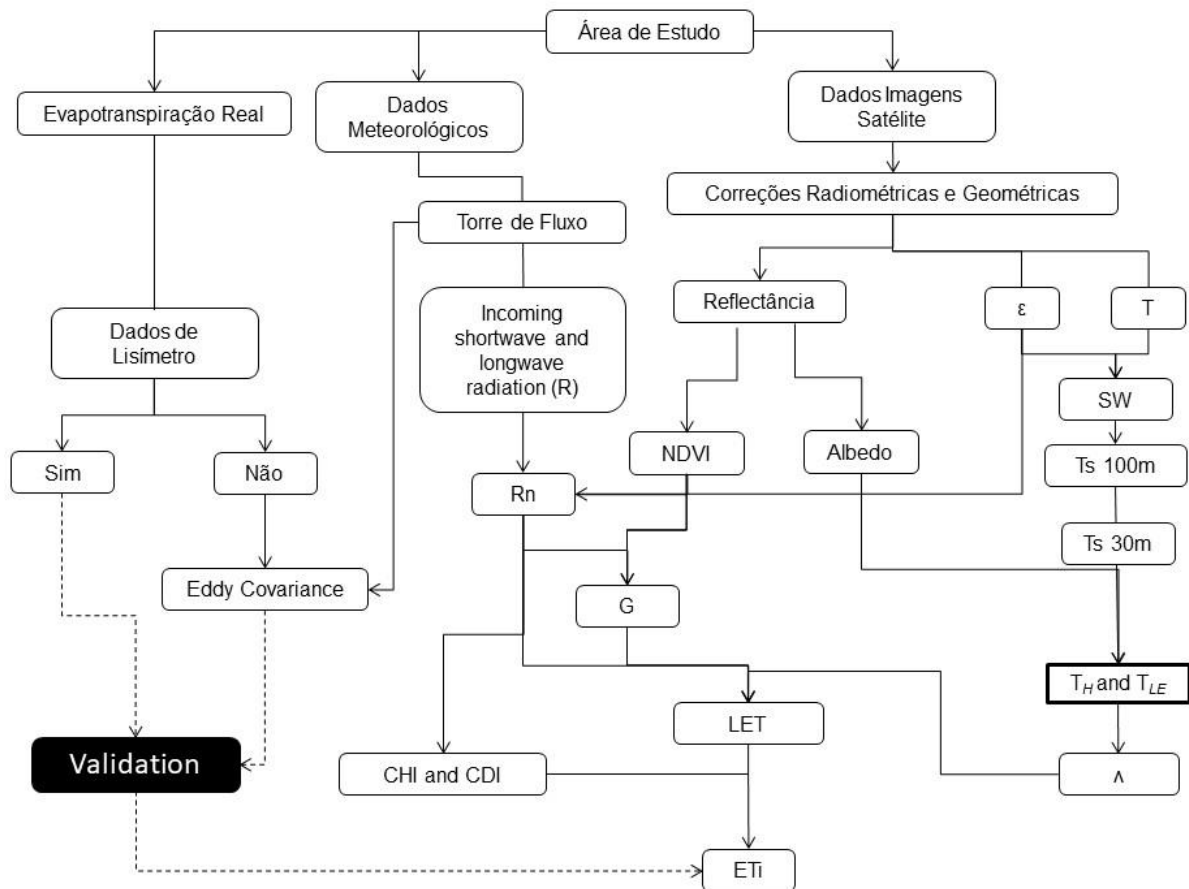 Área de Estudo
Evapotranspiração Real
Dados
Meteorológicos
Dados Imagens
Satélite
Correções Radiométricas e Geométricas
Torre de Fluxo
Reflectância
ε
T
Incoming
shortwave and
longwave
radiation (R)
Dados de
Lisímetro
SW
Sim
Não
NDVI
Albedo
Ts 100m
Rn
Ts 30m
Eddy Covariance
G
T_H and T_LE
LET
Validation
CHI and CDI
ʌ
ETi